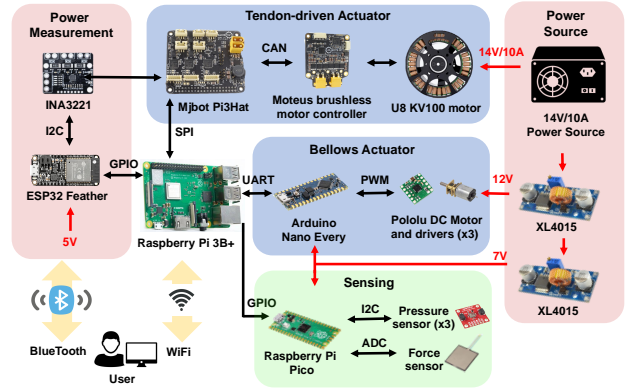 Power
Measurement
INA3221
I2C
ESP32 Feather
5V
BlueTooth
User
WiFi
Tendon-driven Actuator
Mjbot Pi3Hat
CAN
Moteus brushless
motor controller
U8 KV100 motor
14V/10A
SPI
GPIO
Raspberry Pi 3B+
UART
Bellows Actuator
Arduino
Nano Every
PWM
Pololu DC Motor
and drivers (x3)
12V
7V
Sensing
GPIO
Raspberry Pi
Pico
I2C
Pressure
sensor (x3)
ADC
Force
sensor
Power
Source
14V/10A
Power Source
XL4015
XL4015